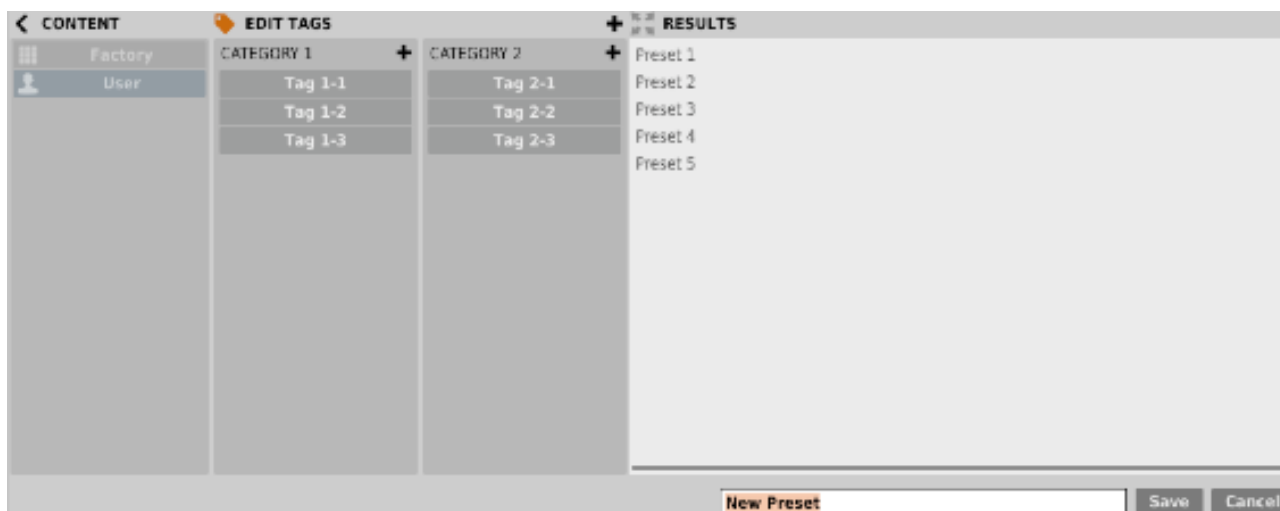 CONTENT
Factory
User
EDIT TAGS
CATEGORY 1
Tag 1-1
Tag 1-2
Tag 1-3
CATEGORY 2
Tag 2-1
Tag 2-2
Tag 2-3
RESULTS
Preset 1
Preset 2
Preset 3
Preset 4
Preset 5
New Preset
Save
Cancel